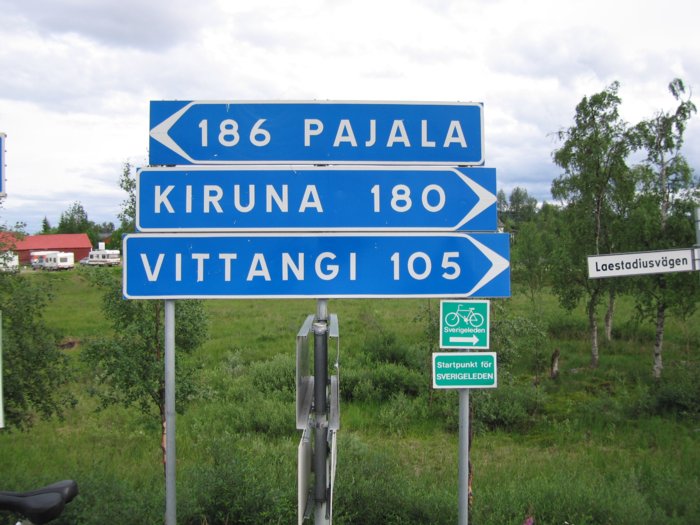 186 PAJALA
KIRUNA 180
VITTANGI 105
Laestadiusvägen
Sverigeleden
Startpunkt för
SVERIGELEDEN